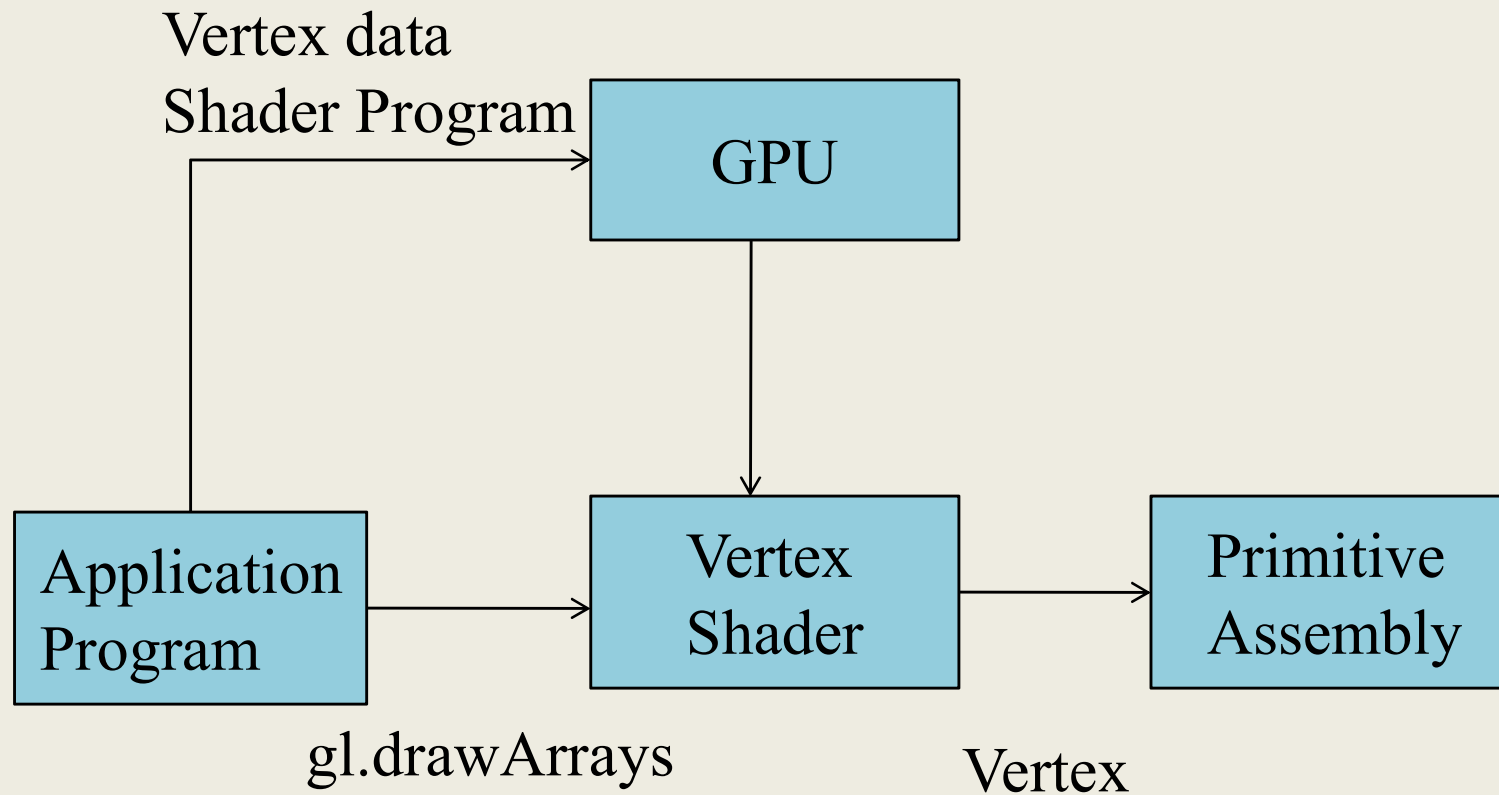 Vertex data
Shader Program
GPU
Application
Program
Vertex
Shader
Primitive
Assembly
gl.drawArrays
Vertex